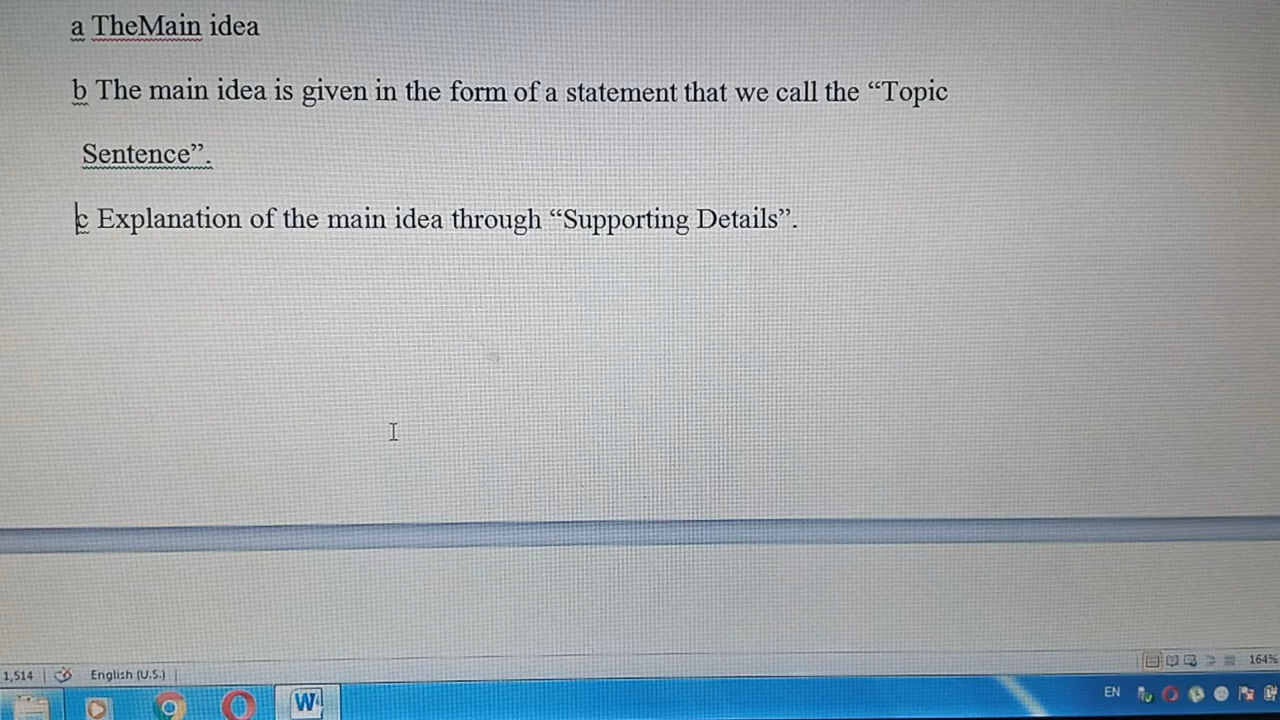 a TheMain idea
b The main idea is given in the form of a statement that we call the “Topic
Sentence”.
c Explanation of the main idea through “Supporting Details”.
1,514 English (U.S.) 164%
W EN